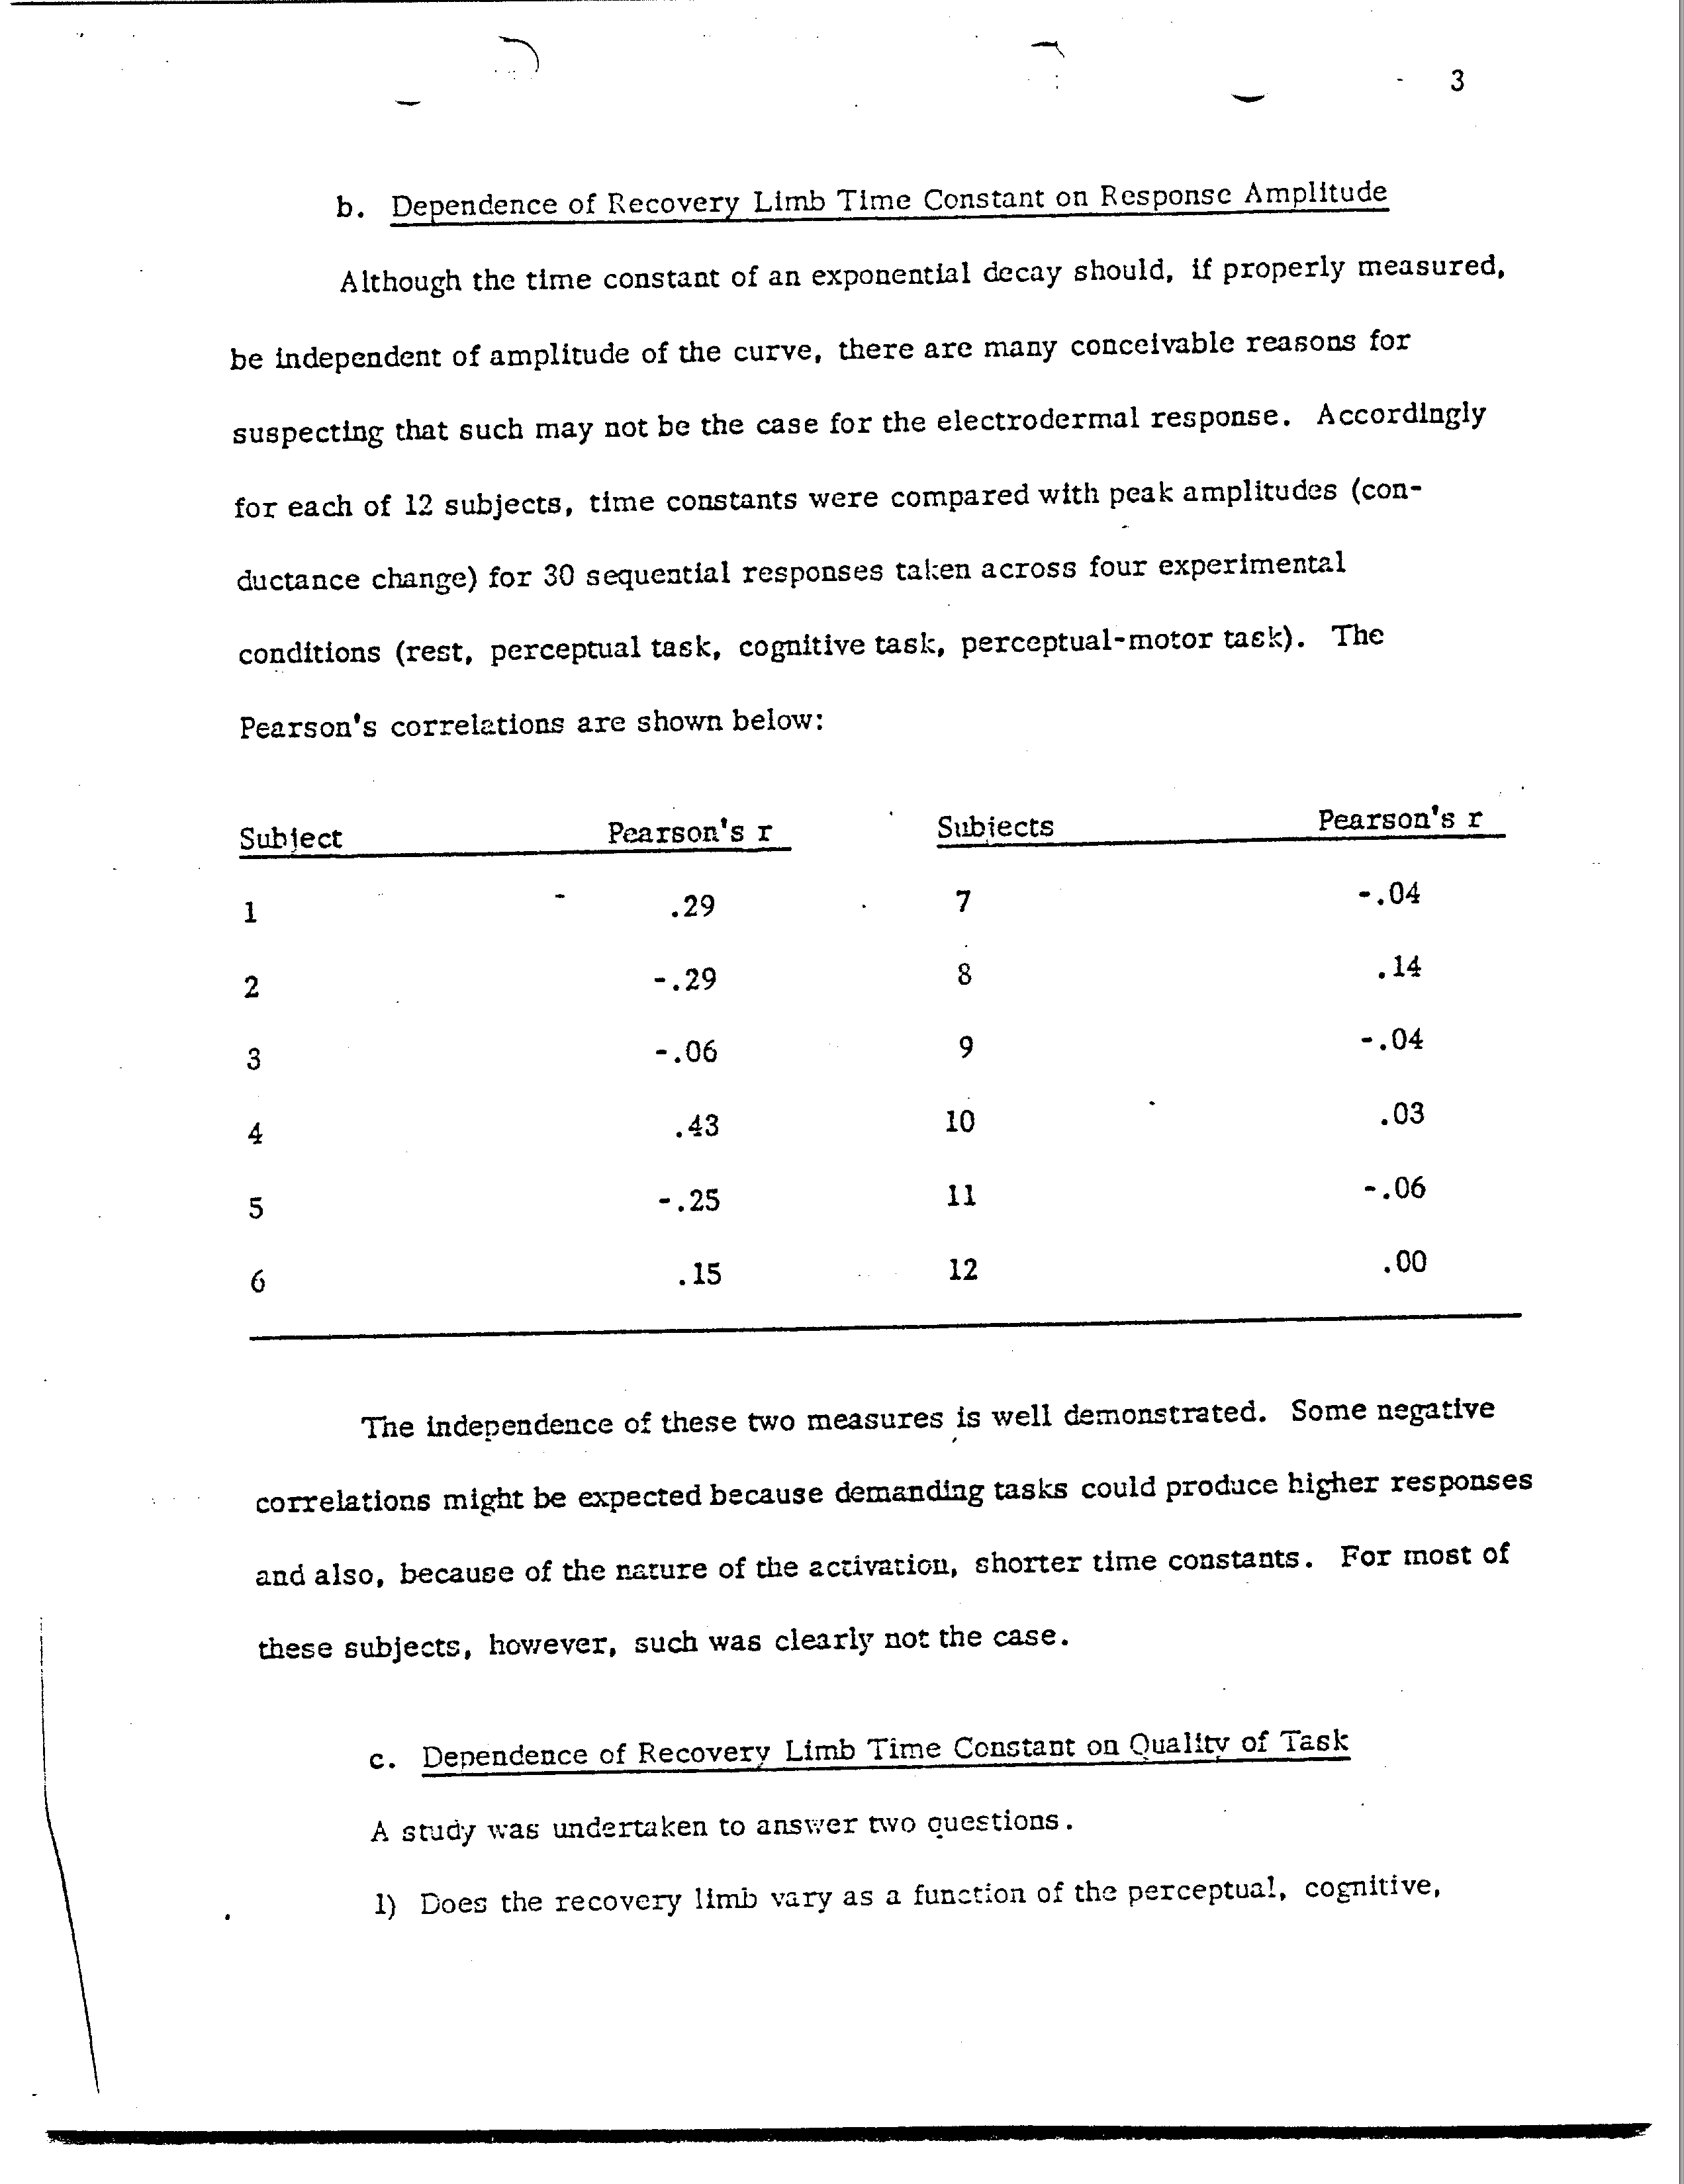 3
b. Dependence of Recovery Limb Time Constant on Response Amplitude
Although the time constant of an exponential decay should, if properly measured,
be independent of amplitude of the curve, there are many conceivable reasons for
suspecting that such may not be the case for the electrodermal response. Accordingly
for each of 12 subjects, time constants were compared with peak amplitudes (con-
ductance change) for 30 sequential responses taken across four experimental
conditions (rest, perceptual task, cognitive task, perceptual-motor task). The
Pearson's correlations are shown below:
Subject Pearson's r Subjects Pearson's r
1 .29 7 -.04
2 -.29 8 .14
3 -.06 9 -.04
4 .43 10 .03
5 -.25 11 -.06
6 .15 12 .00
The independence of these two measures is well demonstrated. Some negative
correlations might be expected because demanding tasks could produce higher responses
and also, because of the nature of the activation, shorter time constants. For most of
these subjects, however, such was clearly not the case.
c. Dependence of Recovery Limb Time Constant on Quality of Task
A study was undertaken to answer two questions.
1) Does the recovery limb vary as a function of the perceptual, cognitive,